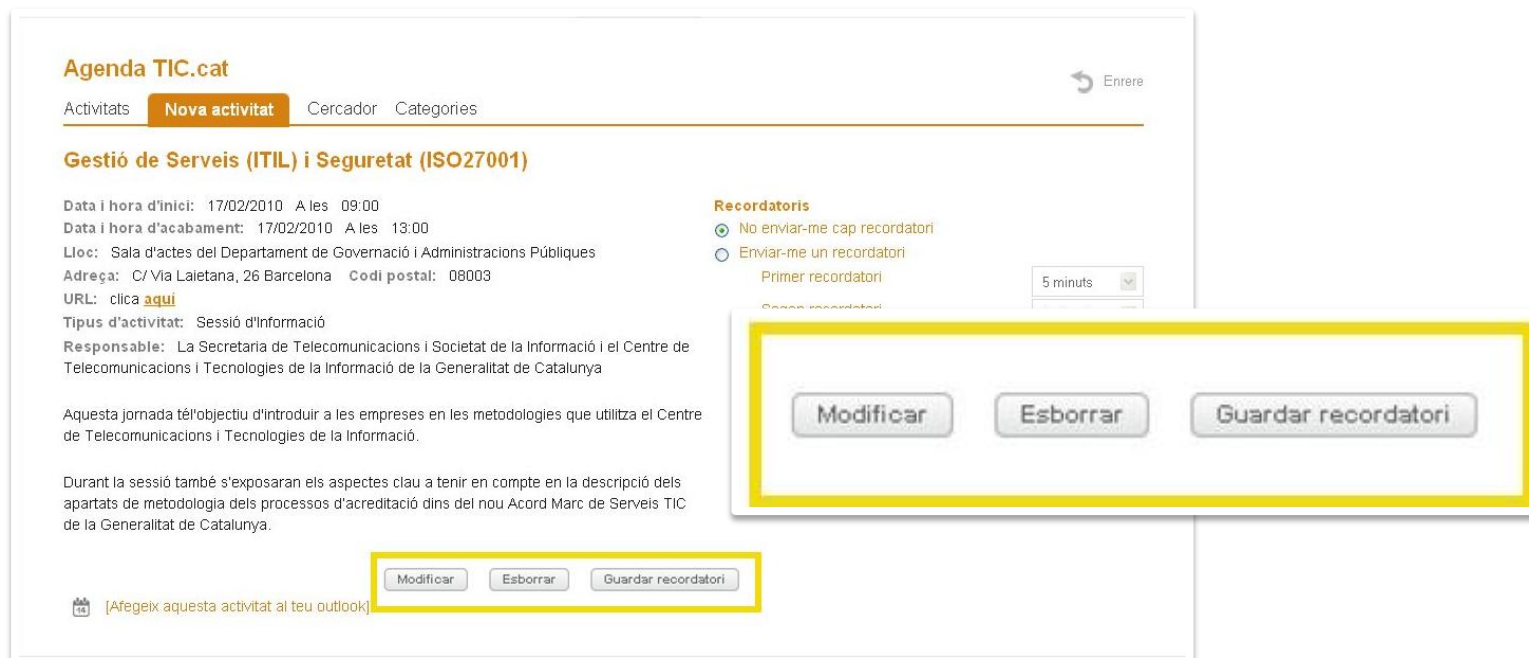 Agenda TIC.cat
Enrere
Activitats Nova activitat Cercador Categories
Gestió de Serveis (ITIL) i Seguretat (ISO27001)
Data i hora d'inici: 17/02/2010 A les 09:00
Data i hora d'acabament: 17/02/2010 A les 13:00
Lloc: Sala d'actes del Departament de Governació i Administracions Públiques
Adreça: C/ Via Laietana, 26 Barcelona Codi postal: 08003
URL: clica aquí
Tipus d'activitat: Sessió d'Informació
Responsable: La Secretaria de Telecomunicacions i Societat de la Informació i el Centre de
Telecomunicacions i Tecnologies de la Informació de la Generalitat de Catalunya
Aquesta jornada tél'objectiu d'introduir a les empreses en les metodologies que utilitza el Centre
de Telecomunicacions i Tecnologies de la Informació.
Durant la sessió també s'exposaran els aspectes clau a tenir en compte en la descripció dels
apartats de metodologia dels processos d'acreditació dins del nou Acord Marc de Serveis TIC
de la Generalitat de Catalunya.
Recordatoris
No enviar-me cap recordatori
Enviar-me un recordatori
Primer recordatori 5 minuts
Segon recordatori
Modificar Esborrar Guardar recordatori
Modificar Esborrar Guardar recordatori
14
[Afegeix aquesta activitat al teu outlook]